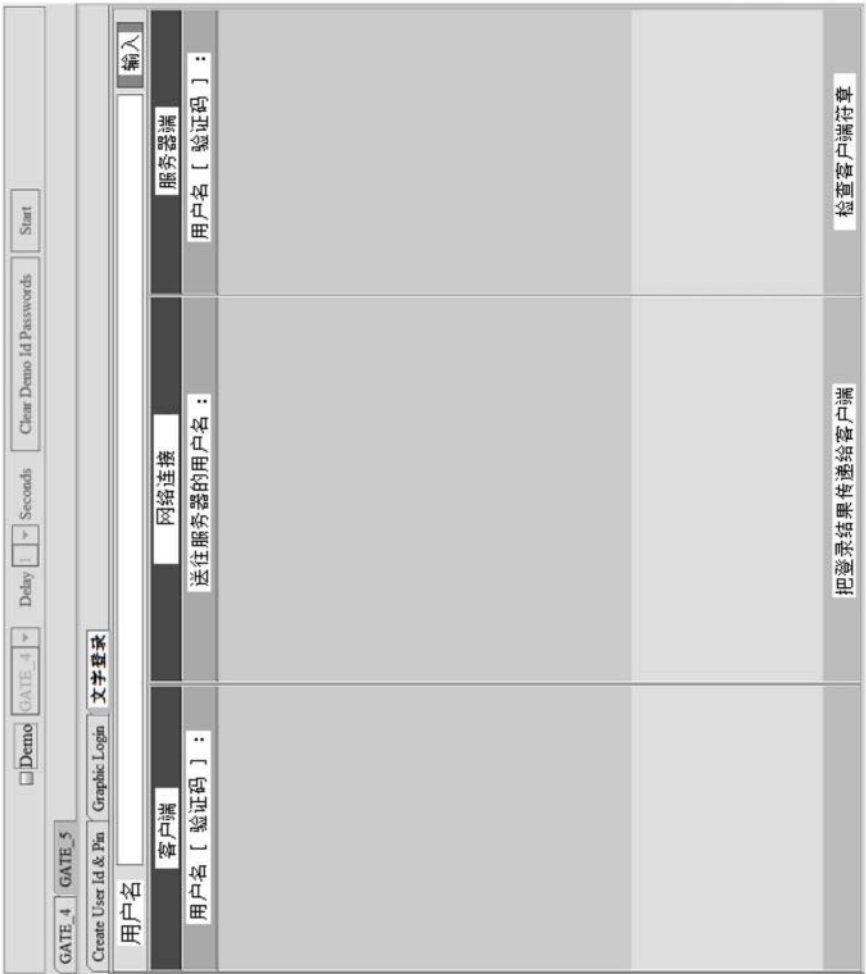 Demo GATE_4 Delay 1 Seconds Clear Demo Id Passwords Start
GATE_4 GATE_5
Create User Id & Pin Graphic Login 文字登录
用户名 输入
客户端 网络连接 服务器端
用户名 [ 验证码 ] : 送往服务器的用户名 : 用户名 [ 验证码 ] :
把登录结果传递给客户端 检查客户端符章